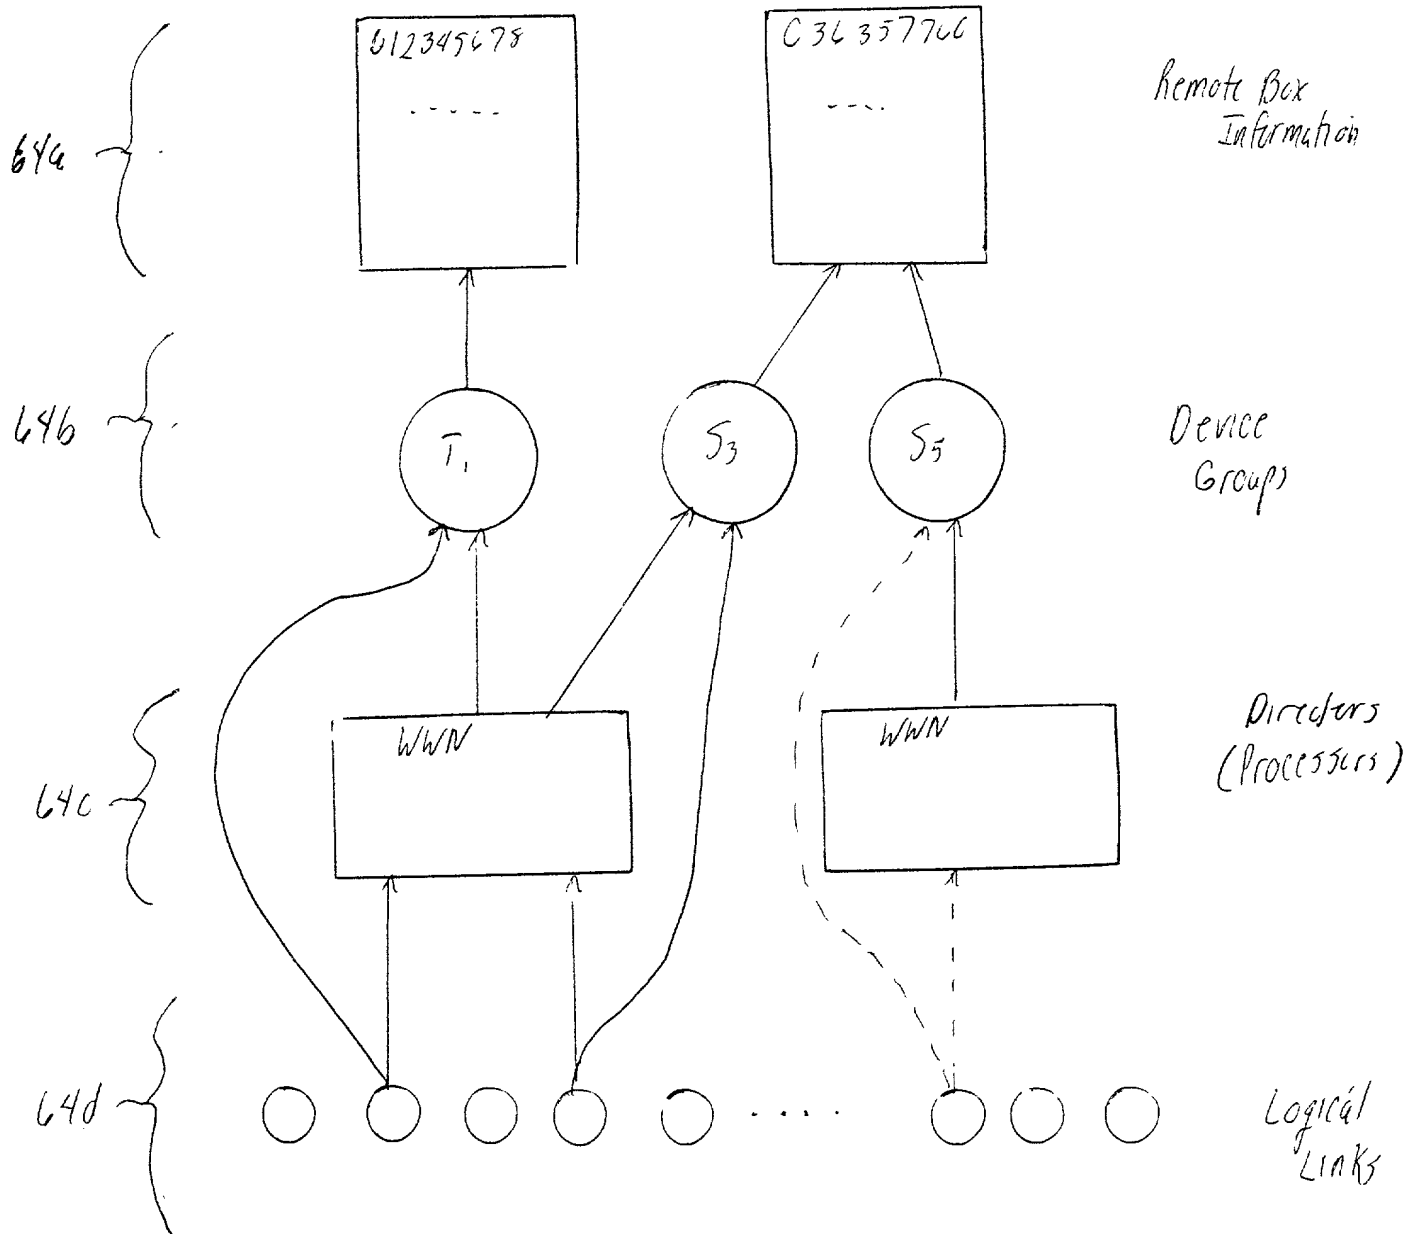 012345678
C36357766
64a
Remote Box
Information
64b
T1
S3
S5
Device
Groups
64c
WWN
WWN
Directors
(Processors)
64d
Logical
Links